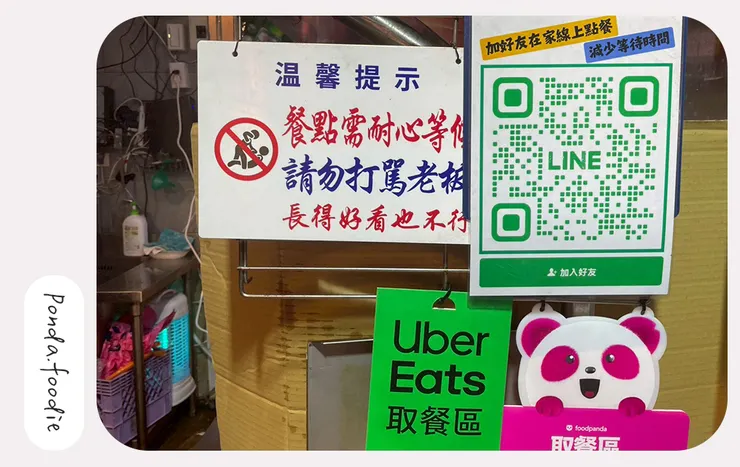 溫馨提示
餐點需耐心等
請勿打罵老
長得好看也不行
加好友在家線上點餐
減少等待時間
LINE
加入好友
Uber
Eats
取餐區
foodpanda
取餐區
Ponda.foodie